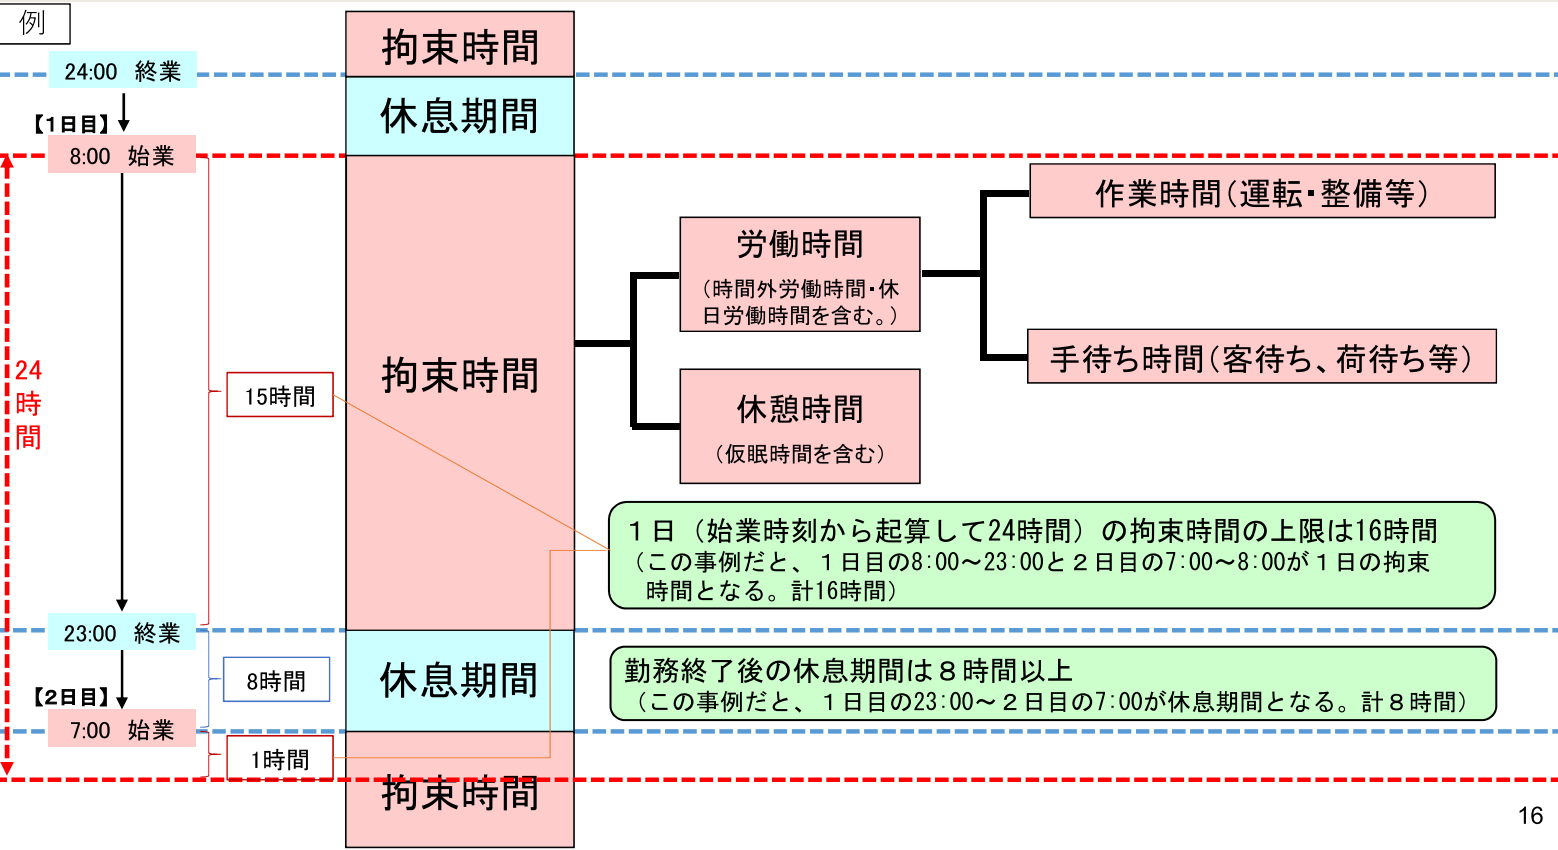 例
拘束時間
24:00 終業
休息期間
【1日目】
8:00 始業
作業時間（運転・整備等）
労働時間
（時間外労働時間・休
日労働時間を含む。）
手待ち時間（客待ち、荷待ち等）
24
時
間
拘束時間
15時間
休憩時間
（仮眠時間を含む）
１日（始業時刻から起算して24時間）の拘束時間の上限は16時間
（この事例だと、１日目の8:00～23:00と２日目の7:00～8:00が１日の拘束
時間となる。計16時間）
23:00 終業
8時間
休息期間
勤務終了後の休息期間は８時間以上
（この事例だと、１日目の23:00～２日目の7:00が休息期間となる。計８時間）
【2日目】
7:00 始業
1時間
拘束時間
16